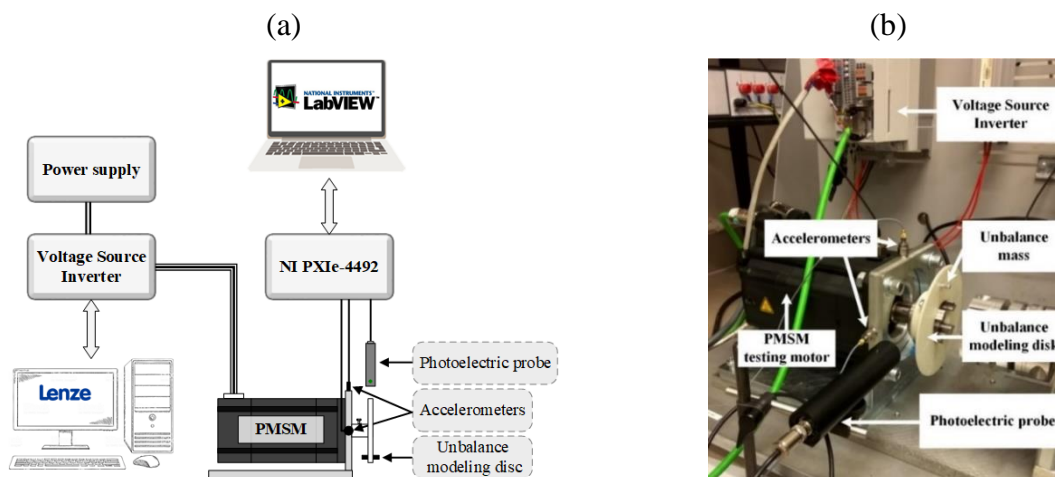 (a)
(b)
NATIONAL INSTRUMENTS
LabVIEW™
Power supply
Voltage Source
Inverter
NI PXIe-4492
Lenze
PMSM
Photoelectric probe
Accelerometers
Unbalance
modeling disc
Voltage Source
Inverter
Accelerometers
Unbalance
mass
PMSM
testing motor
Unbalance
modeling disk
Photoelectric probe